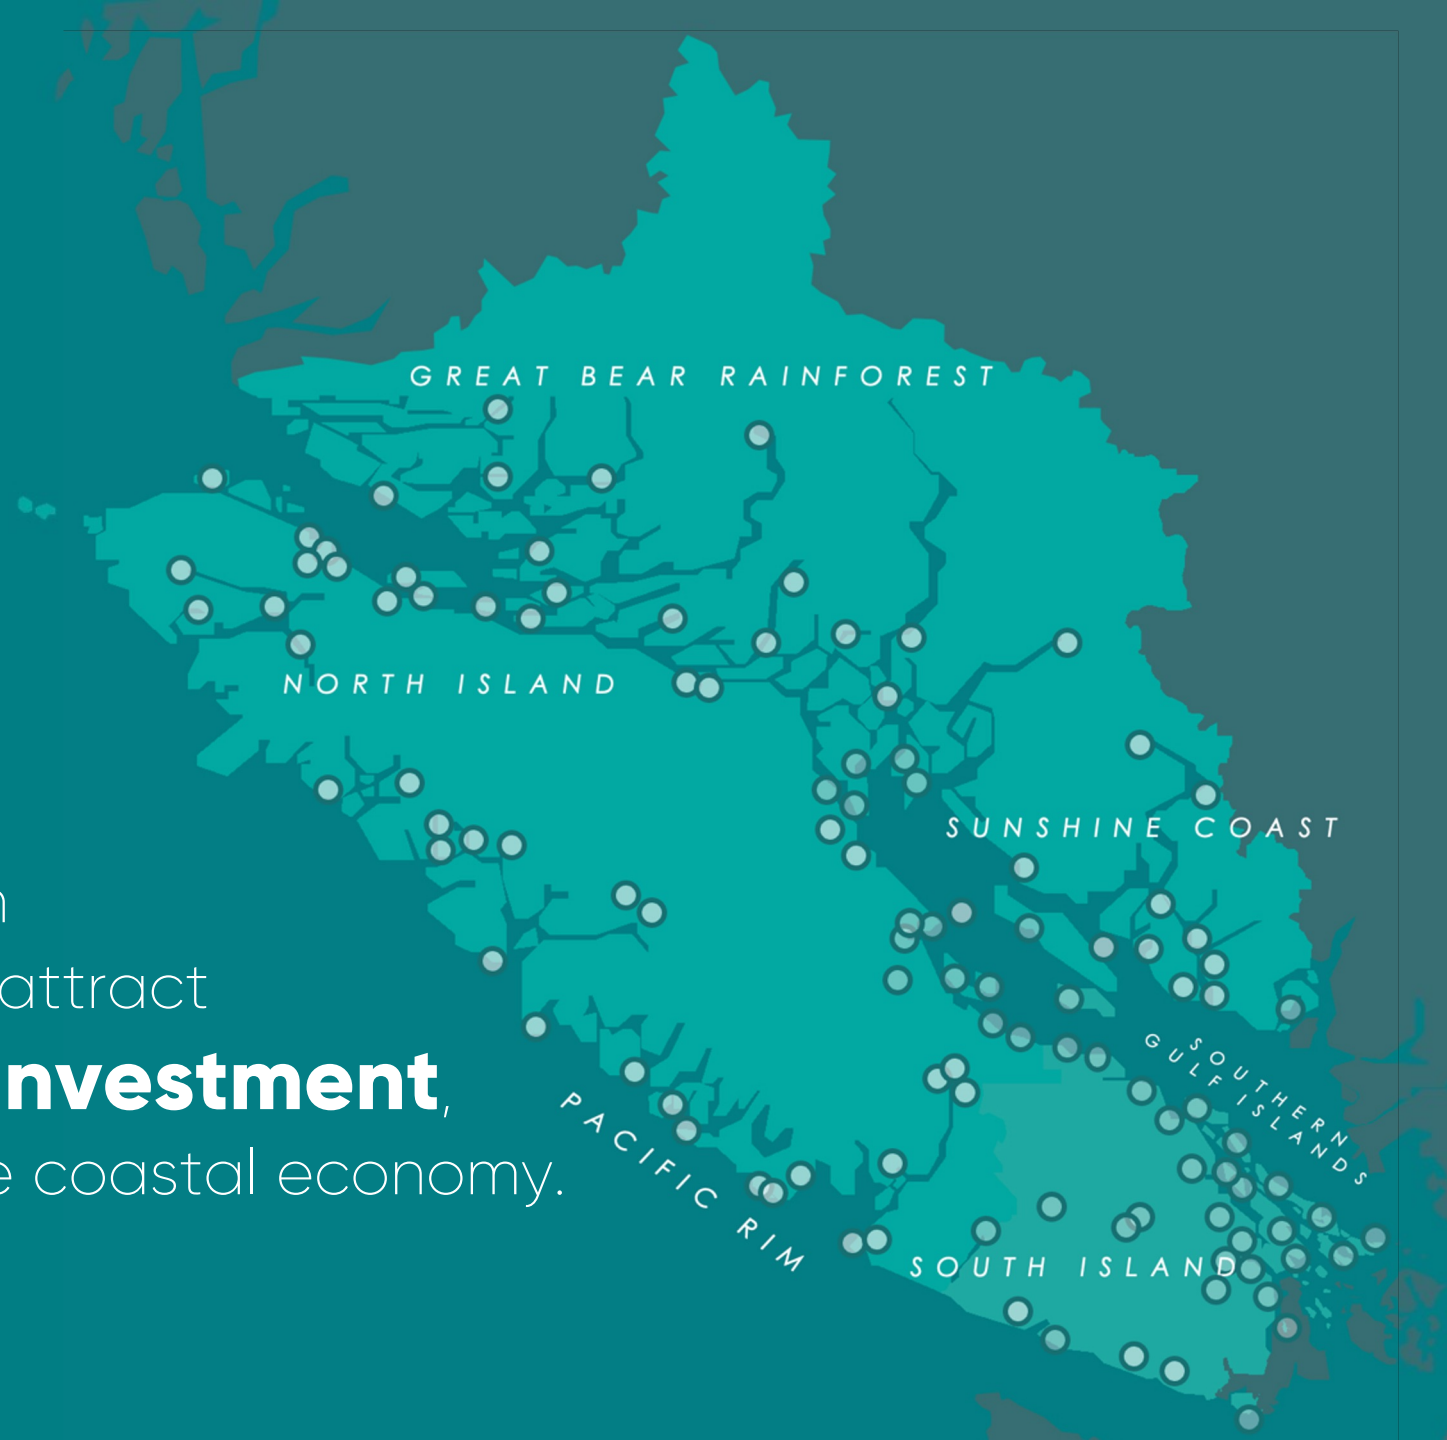 GREAT BEAR RAINFOREST
NORTH ISLAND
SUNSHINE COAST
attract
nvestment,
coastal economy.
SOUTHERN
GULF ISLANDS
PACIFIC RIM
SOUTH ISLAND